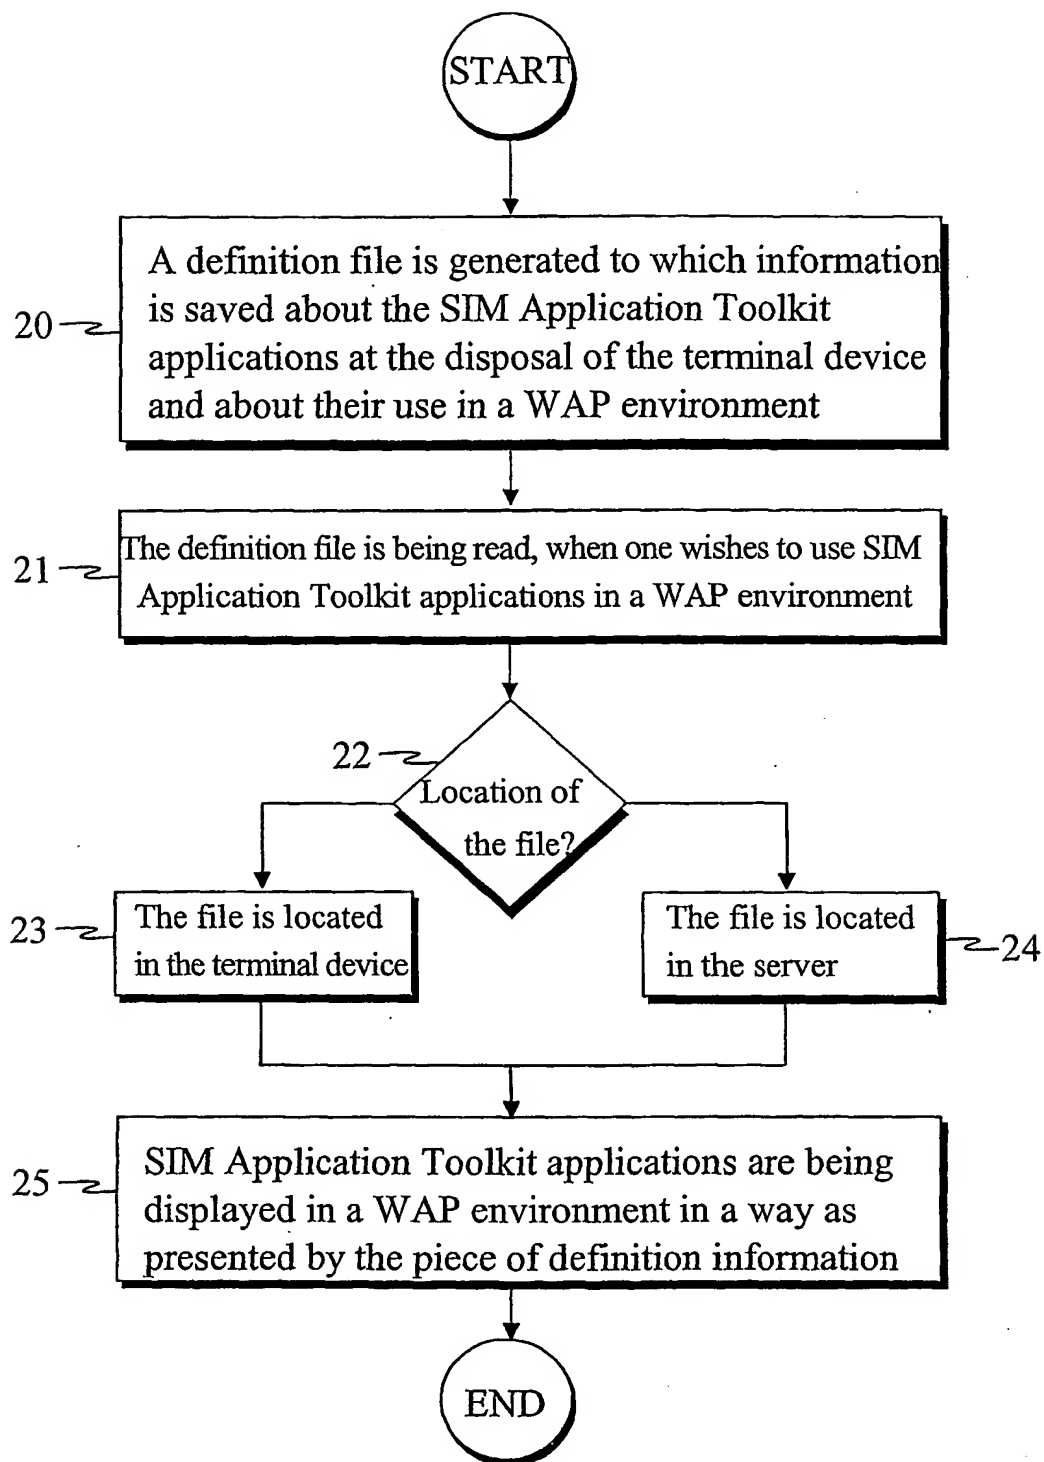 START
20
A definition file is generated to which information
is saved about the SIM Application Toolkit
applications at the disposal of the terminal device
and about their use in a WAP environment
21
The definition file is being read, when one wishes to use SIM
Application Toolkit applications in a WAP environment
22
Location of
the file?
23
The file is located
in the terminal device
The file is located
in the server
24
25
SIM Application Toolkit applications are being
displayed in a WAP environment in a way as
presented by the piece of definition information
END